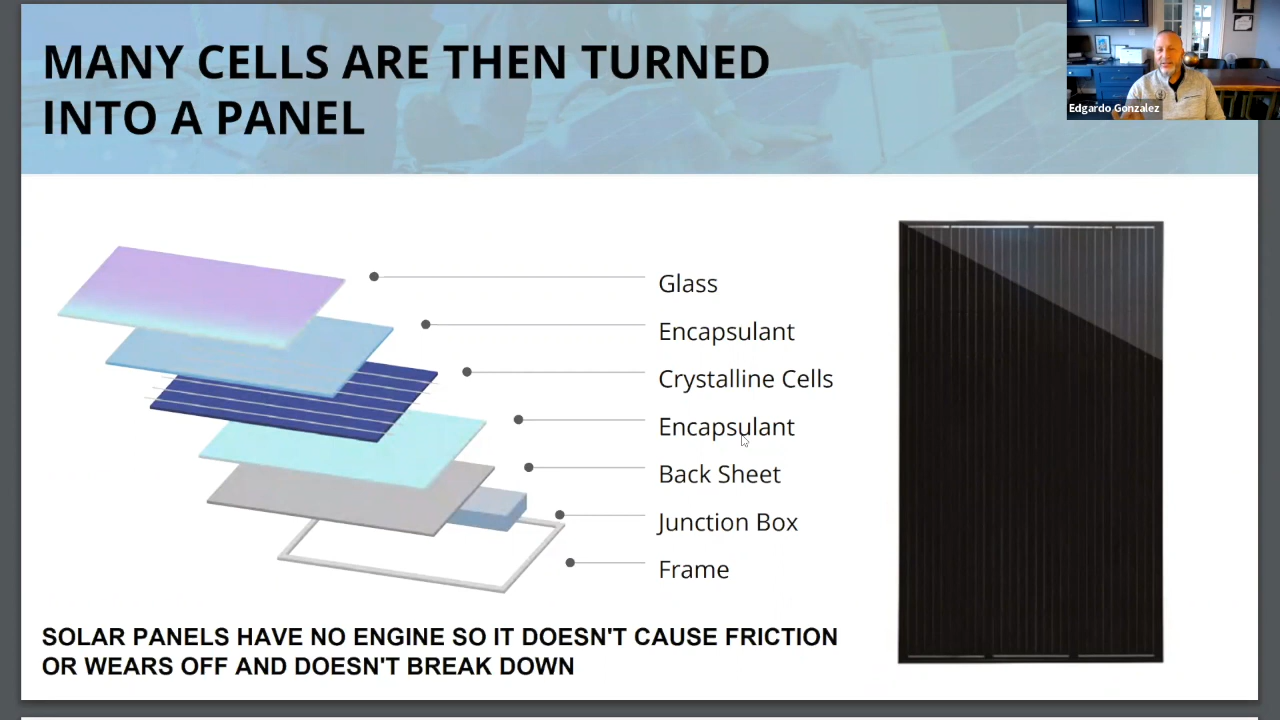 MANY CELLS ARE THEN TURNED
INTO A PANEL
Edgardo Gonzalez
Glass
Encapsulant
Crystalline Cells
Encapsulant
Back Sheet
Junction Box
Frame
SOLAR PANELS HAVE NO ENGINE SO IT DOESN'T CAUSE FRICTION
OR WEARS OFF AND DOESN'T BREAK DOWN